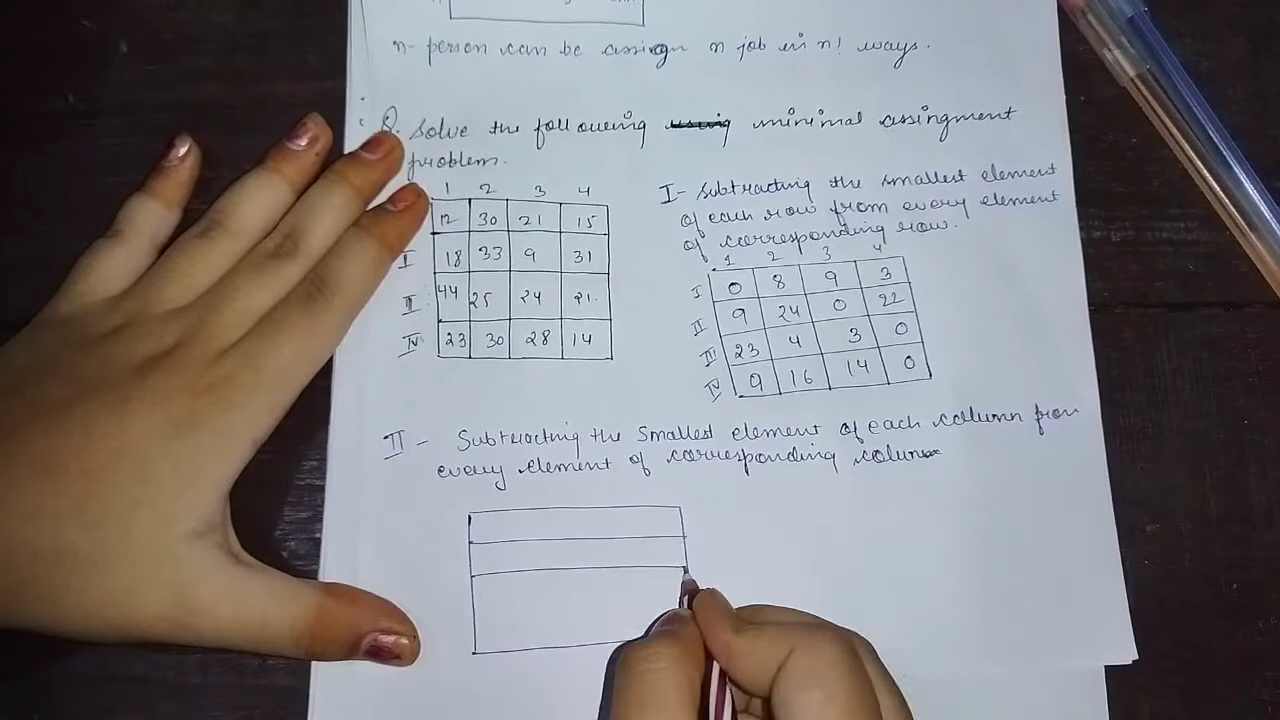 n- person can be assign n job in n! ways.
Q. Solve the following using minimal assingment
problem.
1 2 3 4
12 30 21 15
I 18 33 9 31
II 44 25 24 21.
IV 23 30 28 14
I- subtracting the smallest element
of each row from every element
of corresponding row.
1 2 3 4
I 0 8 9 3
II 9 24 0 22
III 23 4 3 0
IV 9 16 14 0
II - Subtracting the smallest element of each column from
every element of corresponding column